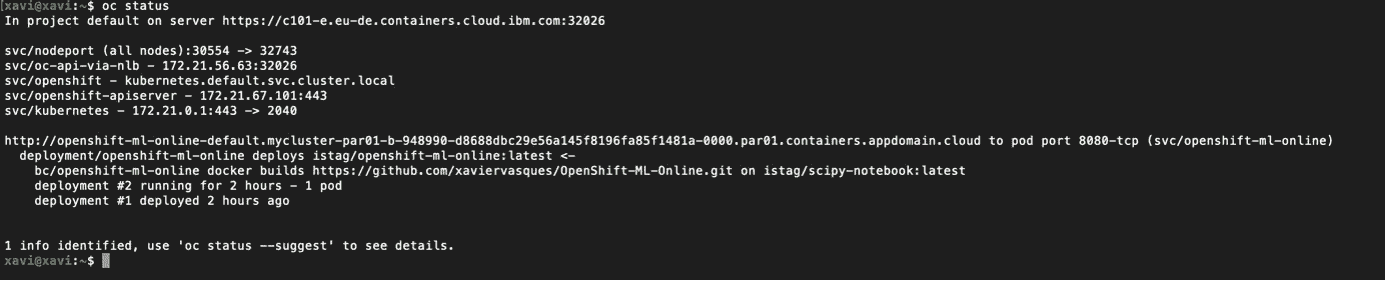 [xavi@xavi:~$ oc status
In project default on server https://c101-e.eu-de.containers.cloud.ibm.com:32026
svc/nodeport (all nodes):30554 -> 32743
svc/oc-api-via-nlb - 172.21.56.63:32026
svc/openshift - kubernetes.default.svc.cluster.local
svc/openshift-apiserver - 172.21.67.101:443
svc/kubernetes - 172.21.0.1:443 -> 2040
http://openshift-ml-online-default.mycluster-par01-b-948990-d8688dbc29e56a145f8196fa85f1481a-0000.par01.containers.appdomain.cloud to pod port 8080-tcp (svc/openshift-ml-online)
deployment/openshift-ml-online deploys istag/openshift-ml-online:latest <-
bc/openshift-ml-online docker builds https://github.com/xaviervasques/OpenShift-ML-Online.git on istag/scipy-notebook:latest
deployment #2 running for 2 hours - 1 pod
deployment #1 deployed 2 hours ago
1 info identified, use 'oc status --suggest' to see details.
xavi@xavi:~$